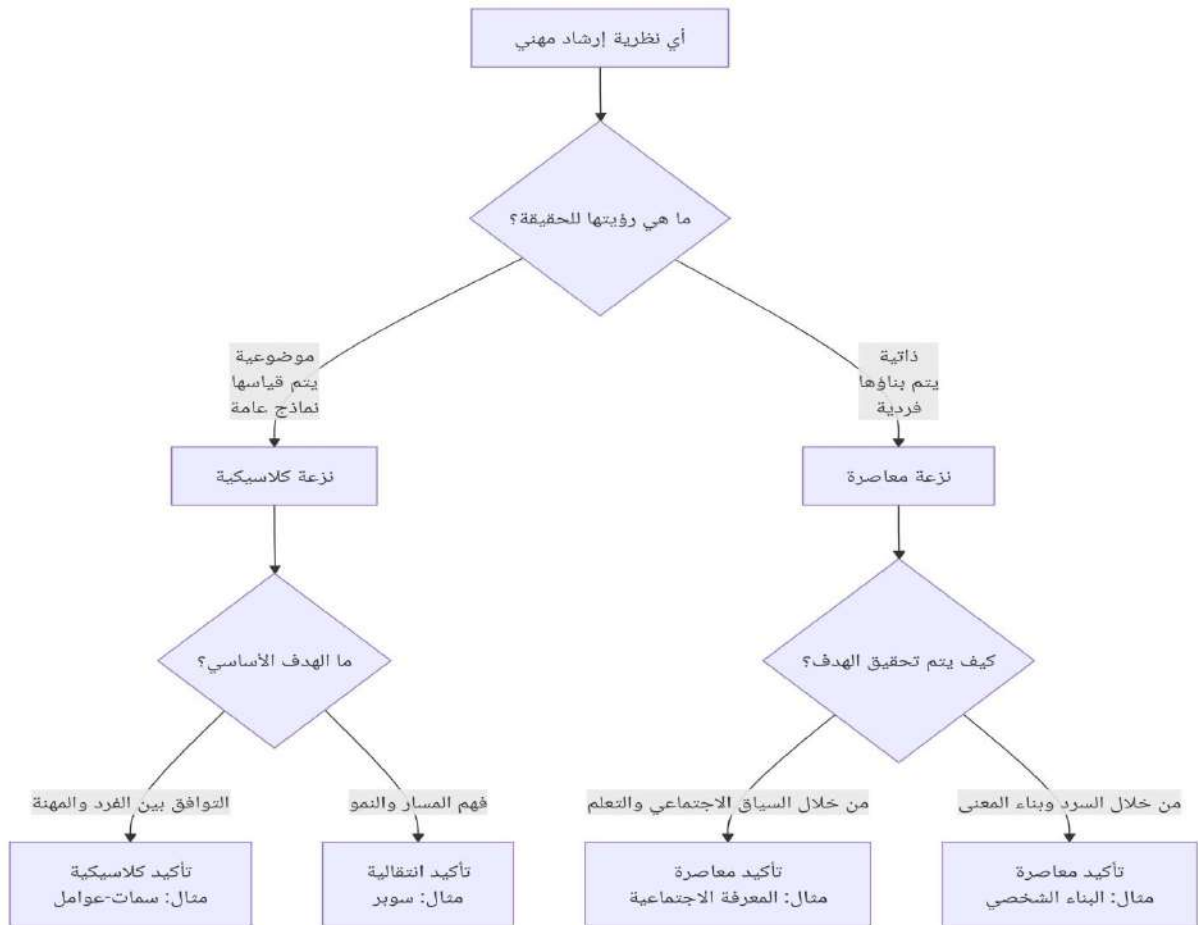 أي نظرية إرشاد مهني
ما هي رؤيتها للحقيقة؟
ذاتية
يتم بناؤها
فردية
موضوعية
يتم قياسها
نماذج عامة
نزعة معاصرة
نزعة كلاسيكية
كيف يتم تحقيق الهدف؟
ما الهدف الأساسي؟
من خلال السرد وبناء المعنى
من خلال السياق الاجتماعي والتعلم
فهم المسار والنمو
التوافق بين الفرد والمهنة
تأكيد معاصرة
مثال: البناء الشخصي
تأكيد معاصرة
مثال: المعرفة الاجتماعية
تأكيد انتقالية
مثال: سوبر
تأكيد كلاسيكية
مثال: سمات-عوامل